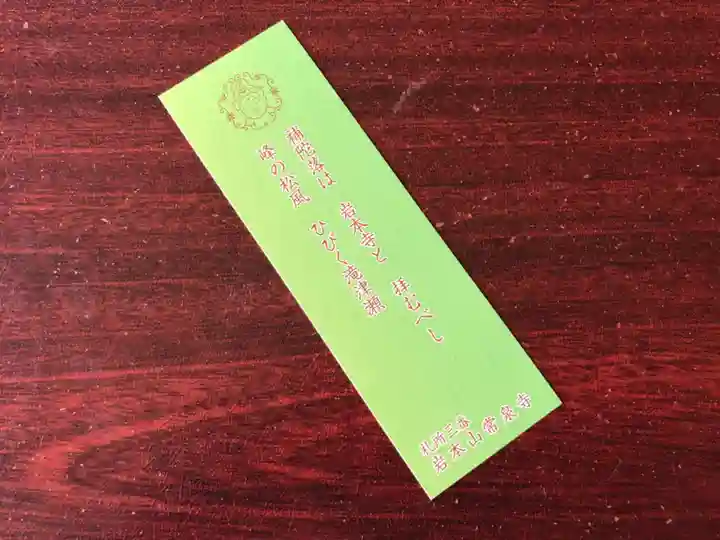 補陀落は 岩本寺と 拝むべし
峰の松風 ひびく滝津瀬
札所三番
岩本山常泉寺